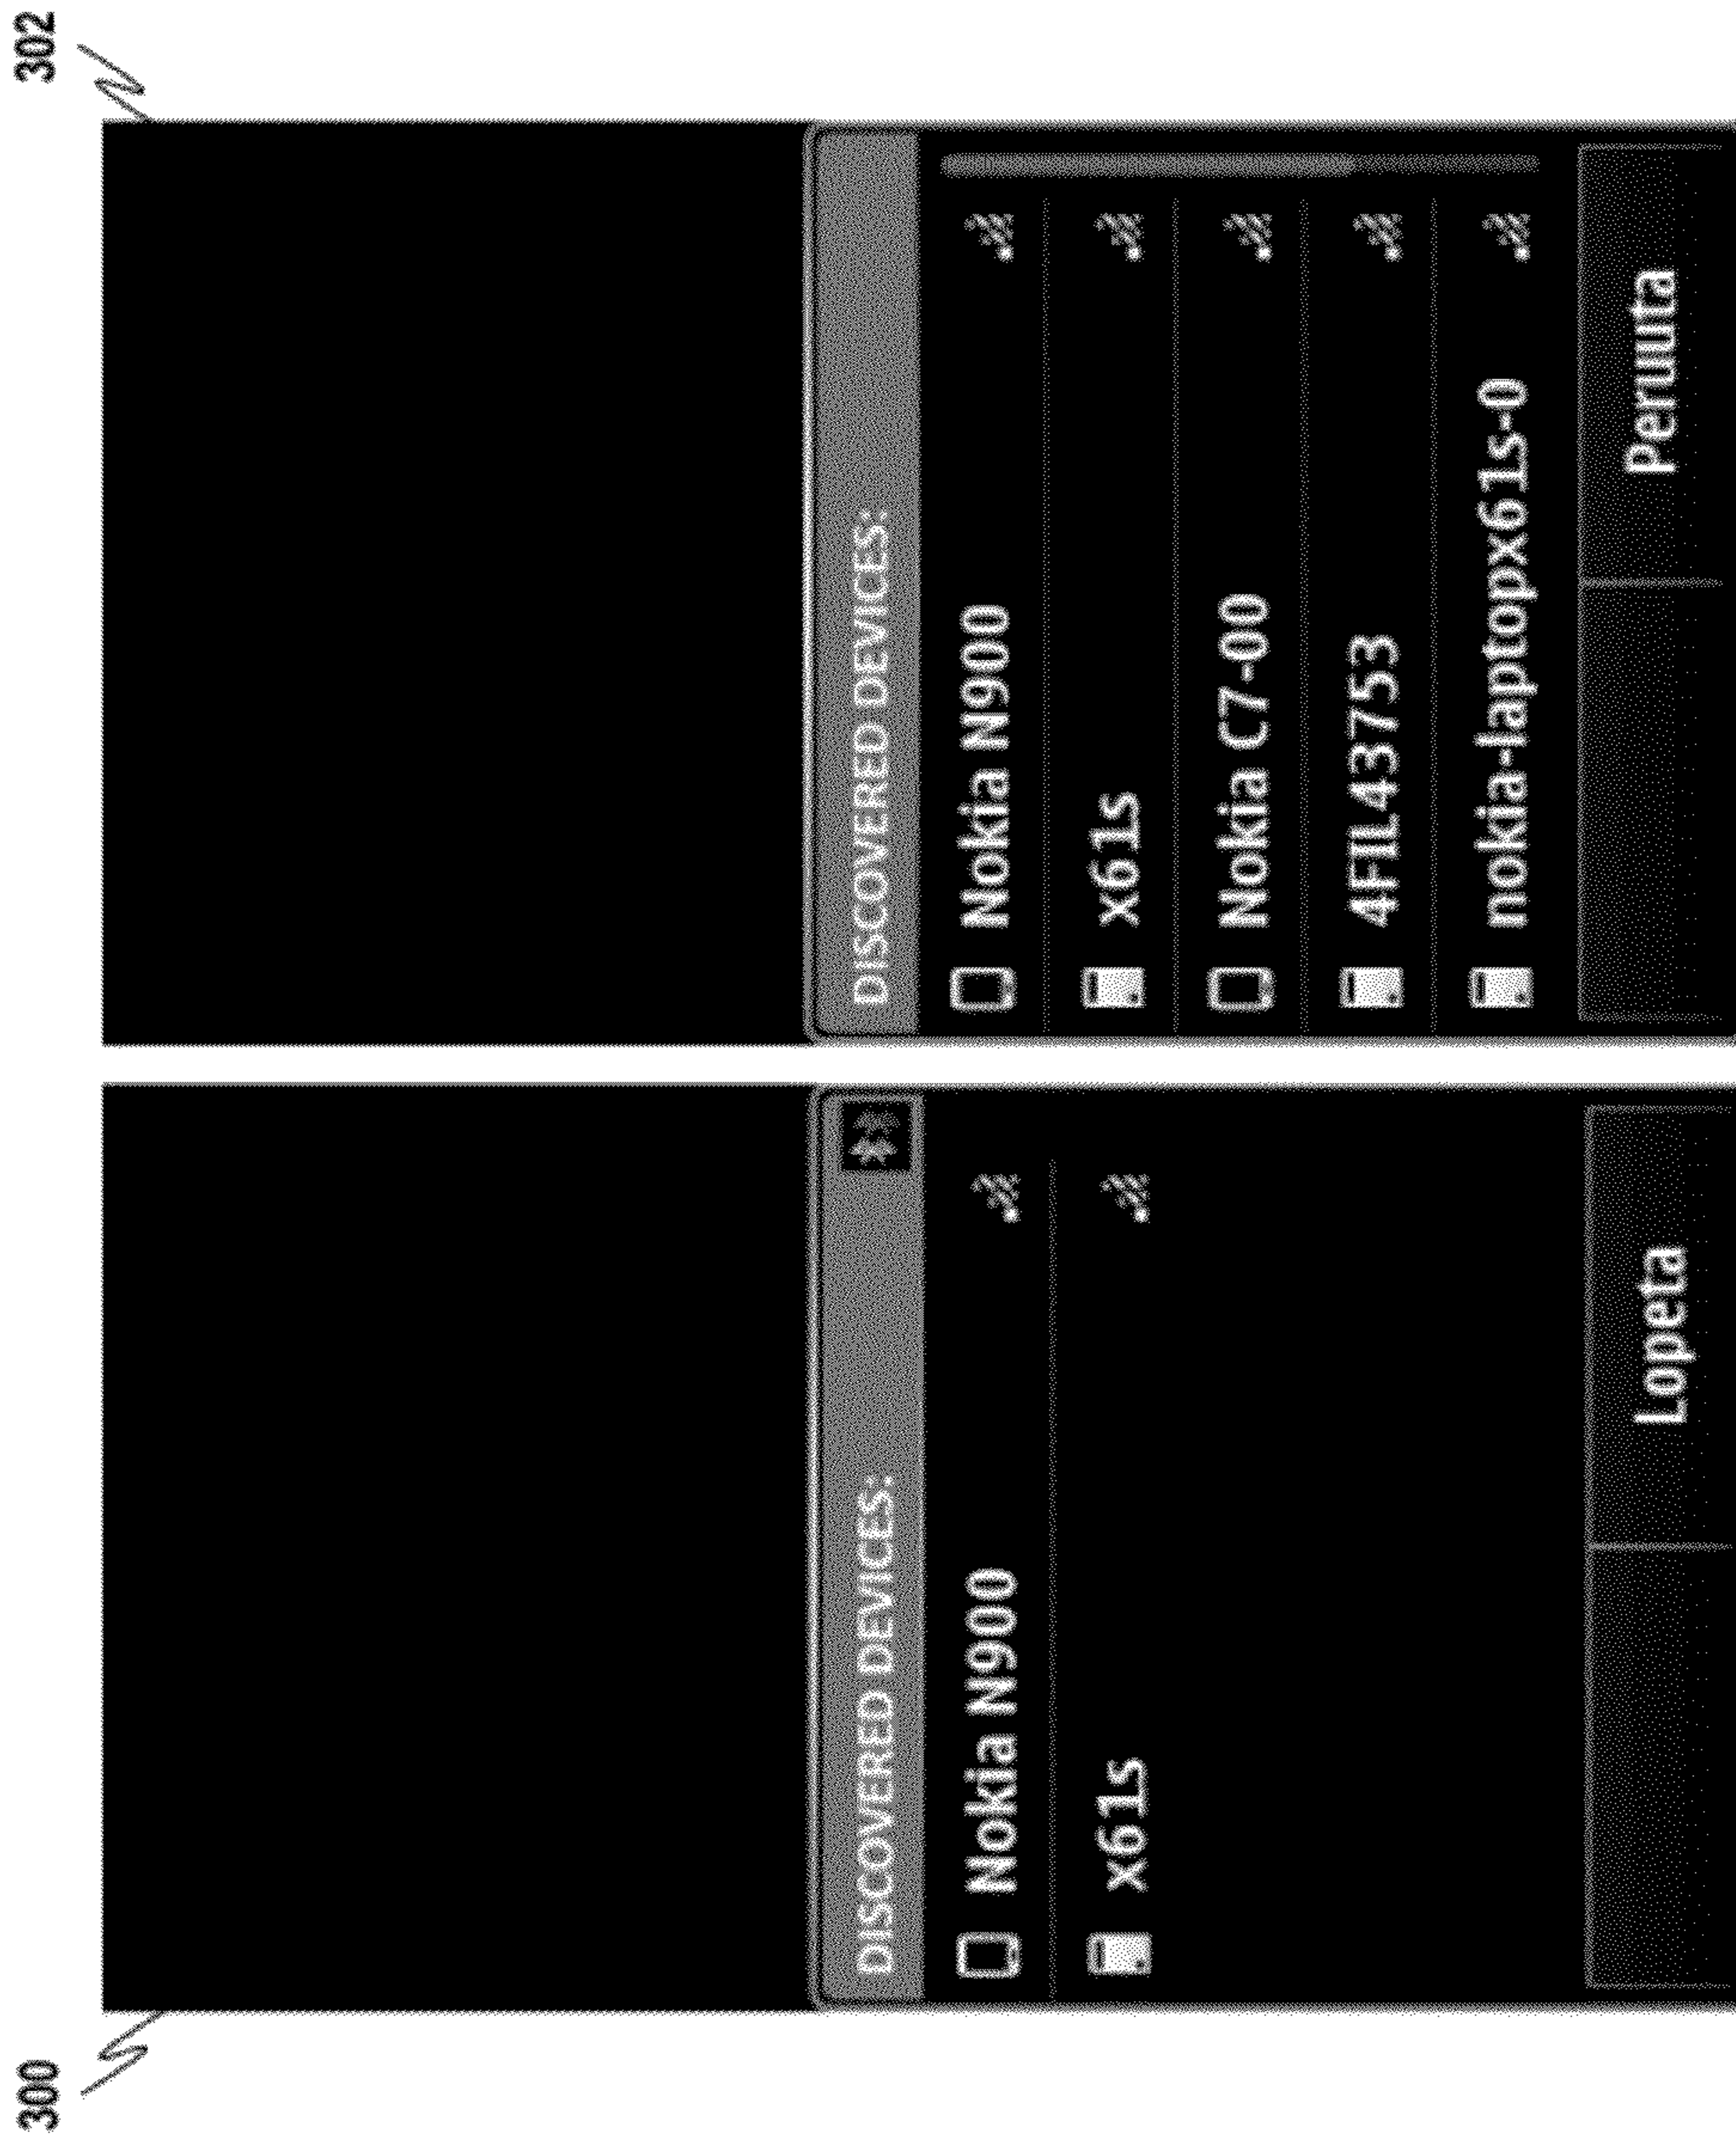 300
DISCOVERED DEVICES:
Nokia N900
x61s
Lopeta
302
DISCOVERED DEVICES:
Nokia N900
x61s
Nokia C7-00
4FIL43753
nokia-laptopx61s-0
Peruuta